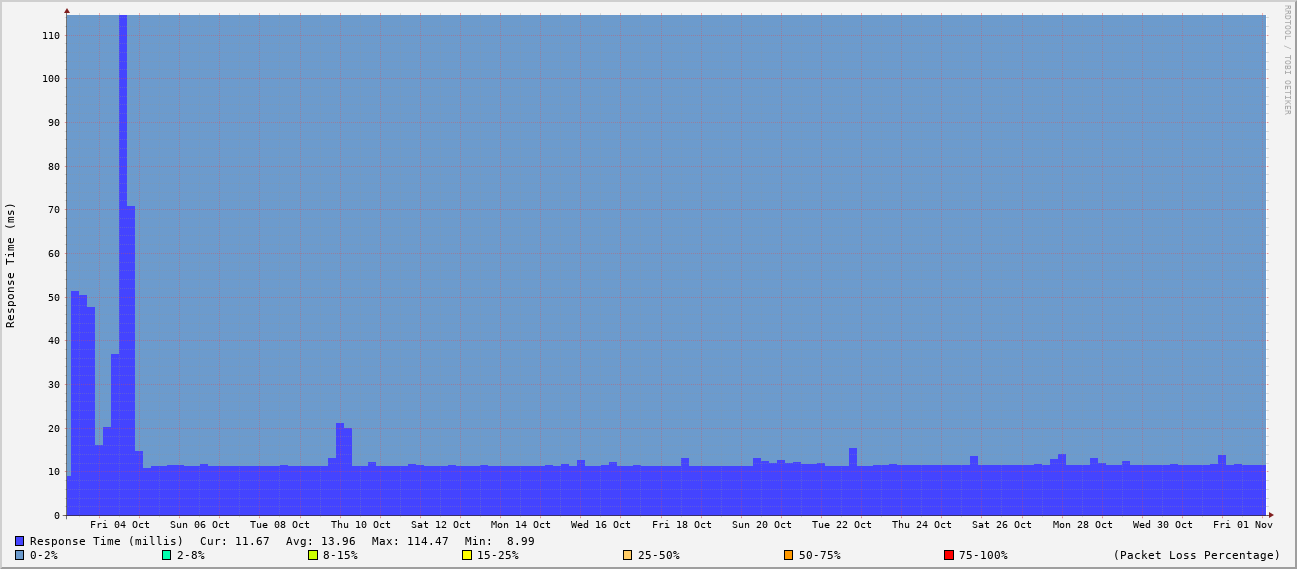 RRDTOOL / TOBI OETIKER
Response Time (ms)
110
100
90
80
70
60
50
40
30
20
10
0
Fri 04 Oct Sun 06 Oct Tue 08 Oct Thu 10 Oct Sat 12 Oct Mon 14 Oct Wed 16 Oct Fri 18 Oct Sun 20 Oct Tue 22 Oct Thu 24 Oct Sat 26 Oct Mon 28 Oct Wed 30 Oct Fri 01 Nov
Response Time (millis) Cur: 11.67 Avg: 13.96 Max: 114.47 Min: 8.99
0-2% 2-8% 8-15% 15-25% 25-50% 50-75% 75-100% (Packet Loss Percentage)